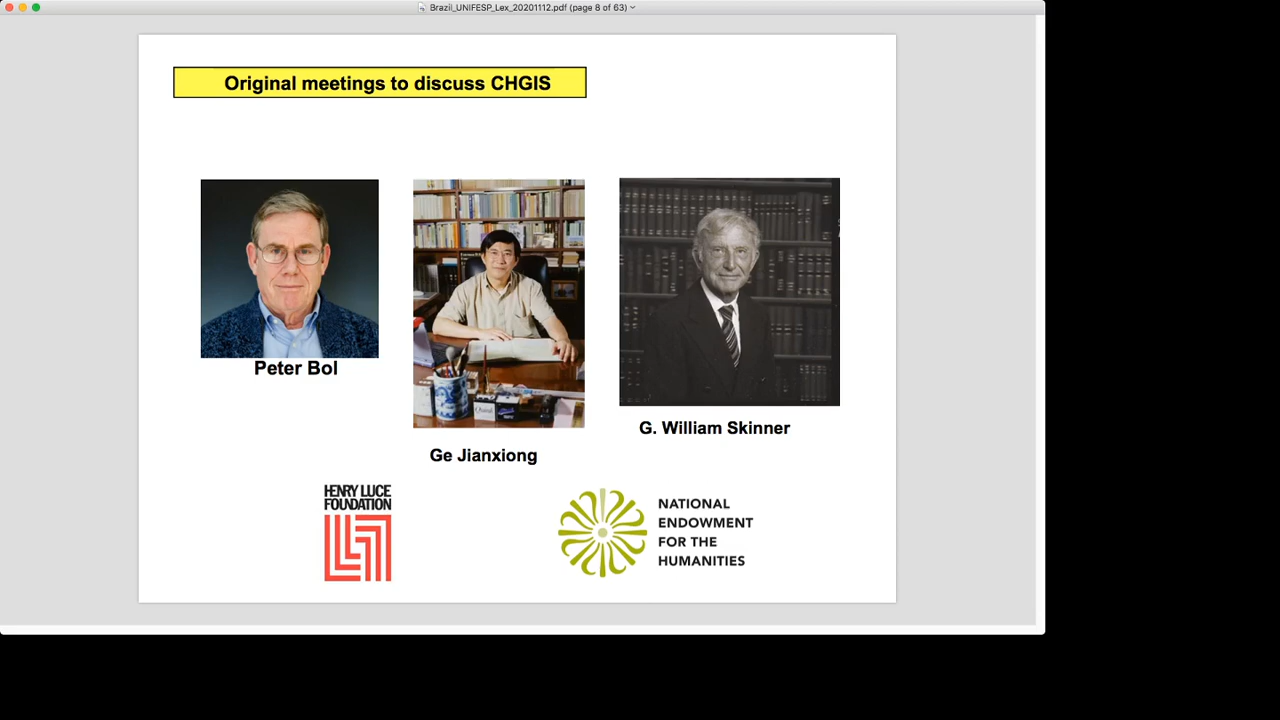 Brazil_UNIFESP_Lex_20201112.pdf (page 8 of 63)
Original meetings to discuss CHGIS
Peter Bol
Ge Jianxiong
G. William Skinner
HENRY LUCE
FOUNDATION
NATIONAL
ENDOWMENT
FOR THE
HUMANITIES